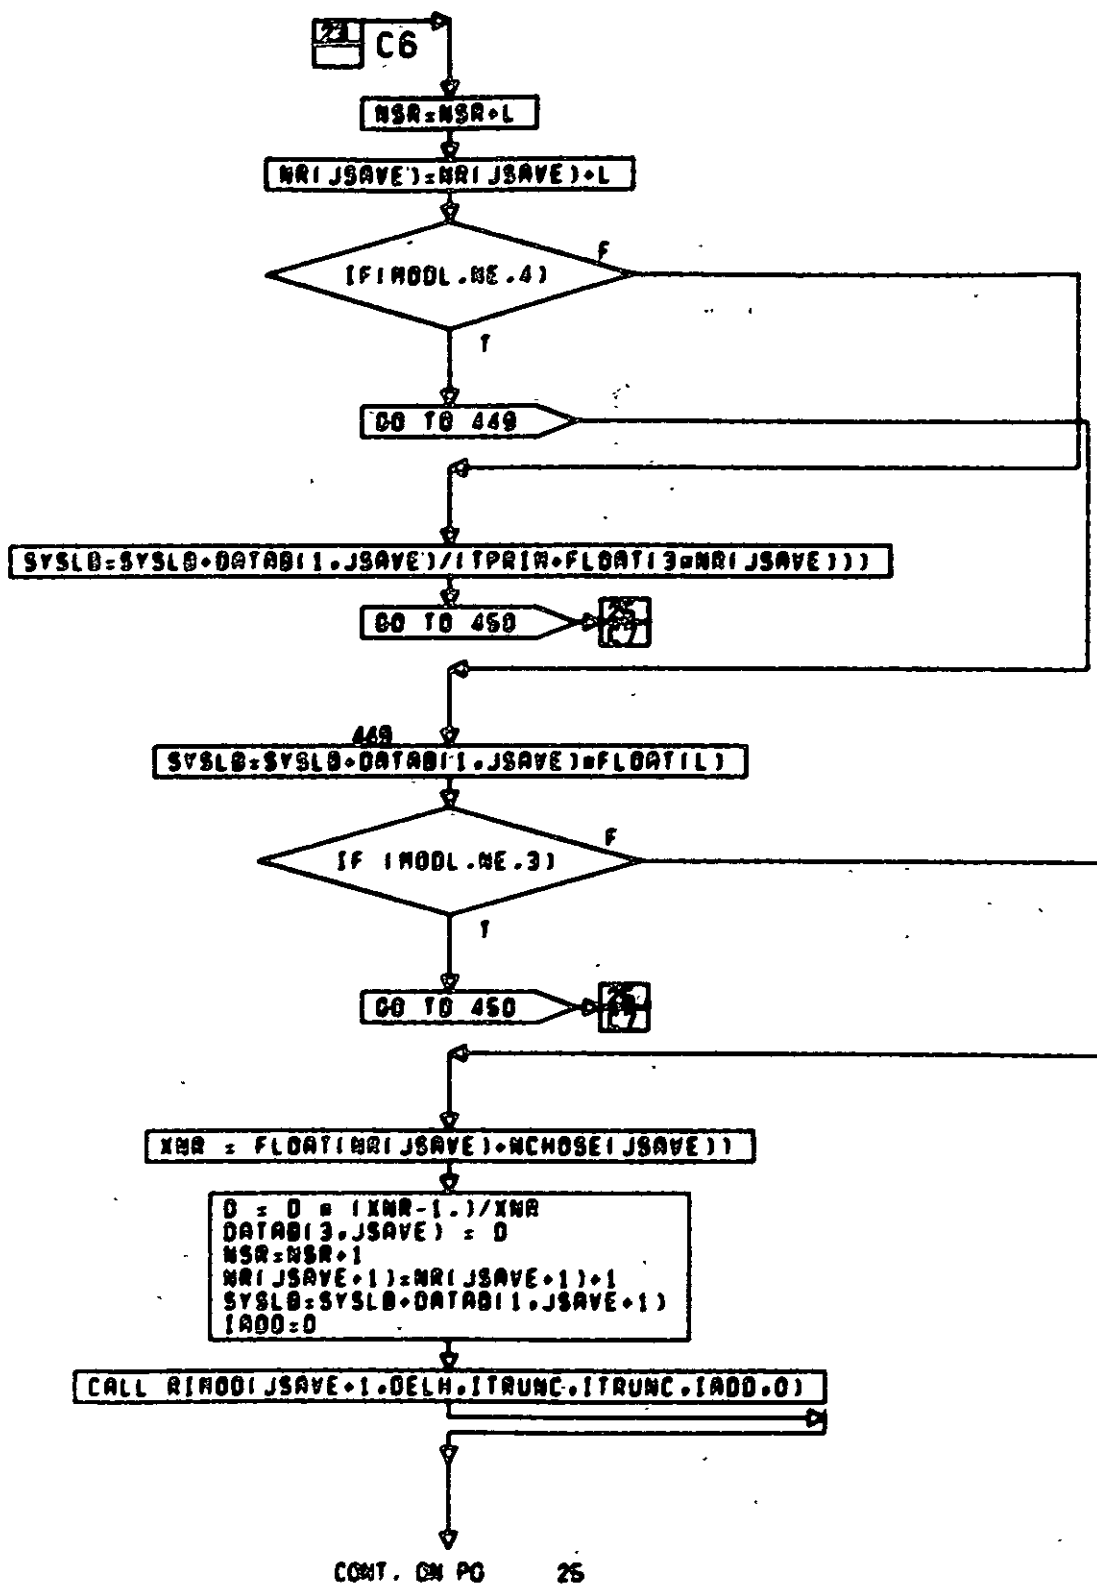 C6
NSR=NSR+L
NR(JSAVE)=NR(JSAVE)+L
IF(MODL.NE.4)
F
T
GO TO 449
SYSLB=SYSLB+DATAB(1,JSAVE)/(TPRIM+FLOAT(3*NR(JSAVE)))
GO TO 450
25
C7
449
SYSLB=SYSLB+DATAB(1,JSAVE)*FLOAT(L)
IF (MODL.NE.3)
F
T
GO TO 450
25
C7
XNR = FLOAT(NR(JSAVE)+NCHOSE(JSAVE))
D = D * (XNR-1.)/XNR
DATAB(3,JSAVE) = D
NSR=NSR+1
NR(JSAVE+1)=NR(JSAVE+1)+1
SYSLB=SYSLB+DATAB(1,JSAVE+1)
IADD=0
CALL RIMOD(JSAVE+1,DELH,ITRUNC,ITRUNC,IADD,0)
CONT. ON PG 25